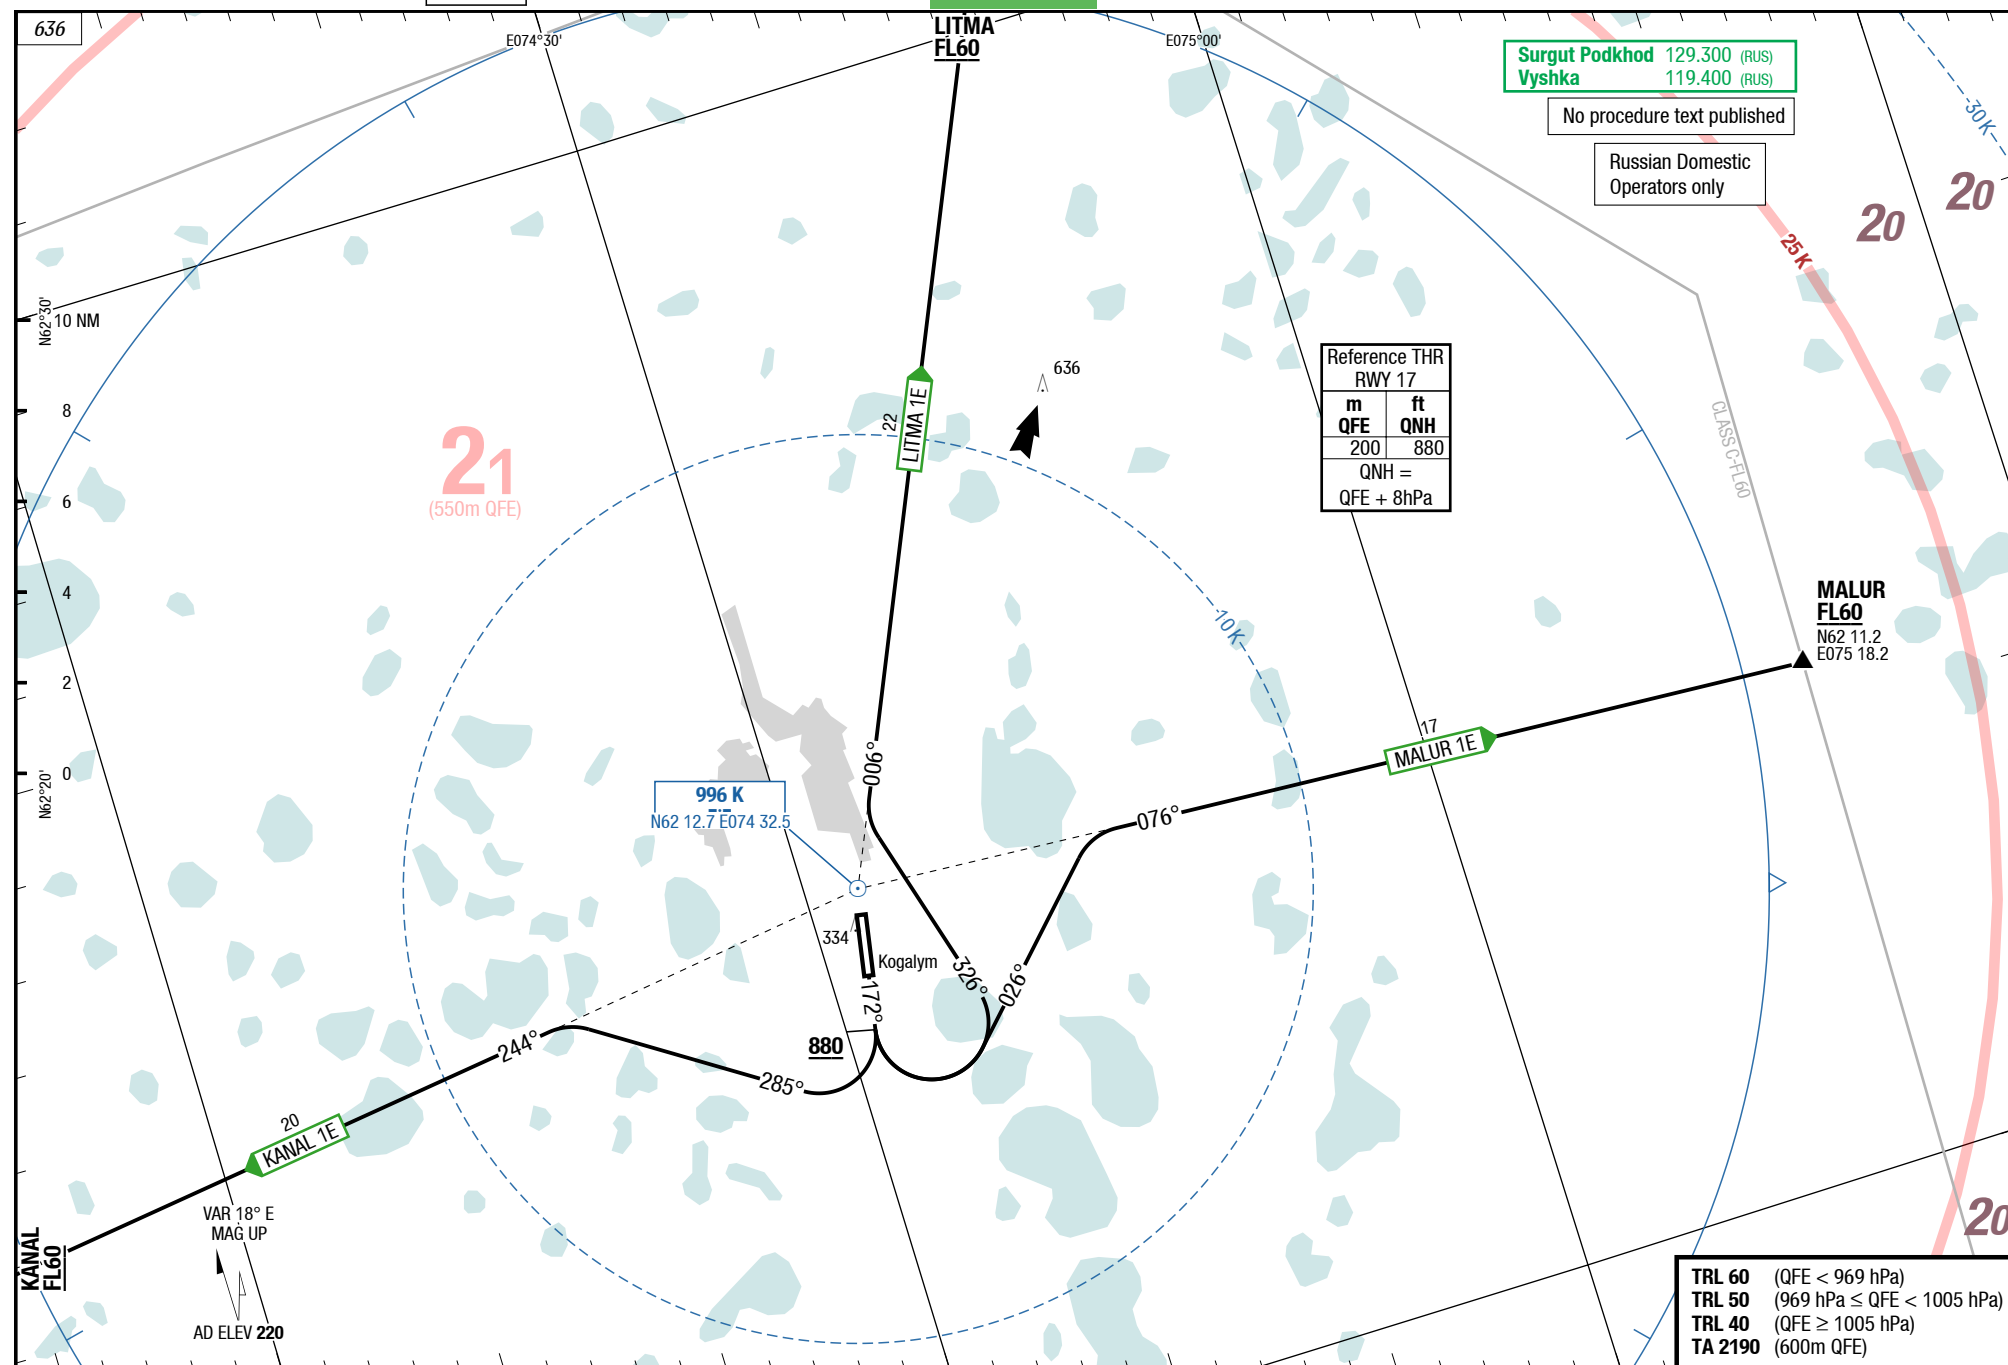 636
E074°30'
LITMA
FL60
E075°00'
Surgut Podkhod 129.300 (RUS)
Vyshka 119.400 (RUS)
No procedure text published
Russian Domestic
Operators only
30 K
20
20
25 K
N62°30'
10 NM
8
6
4
2
0
N62°20'
21
(550m QFE)
22
LITMA 1E
636
Reference THR
RWY 17
m ft
QFE QNH
200 880
QNH =
QFE + 8hPa
CLASS C-FL60
10 K
MALUR
FL60
N62 11.2
E075 18.2
17
MALUR 1E
006°
076°
996 K
N62 12.7 E074 32.5
334
Kogalym
326°
026°
172°
880
244°
285°
20
KANAL 1E
KANAL
FL60
VAR 18° E
MAG UP
AD ELEV 220
20
TRL 60 (QFE < 969 hPa)
TRL 50 (969 hPa ≤ QFE < 1005 hPa)
TRL 40 (QFE ≥ 1005 hPa)
TA 2190 (600m QFE)